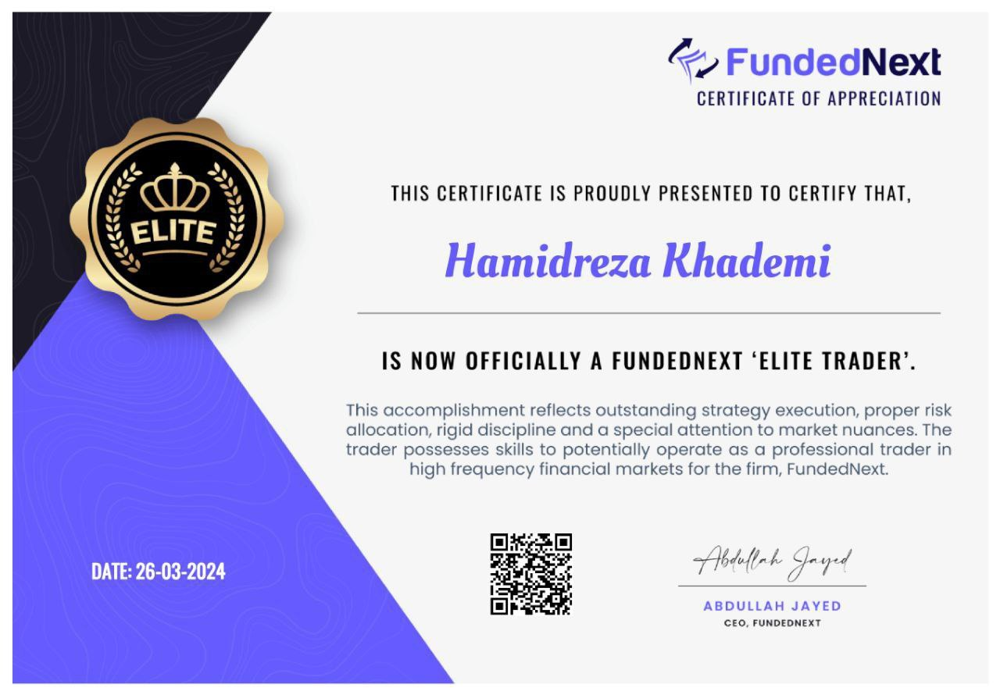 FundedNext
CERTIFICATE OF APPRECIATION
ELITE
THIS CERTIFICATE IS PROUDLY PRESENTED TO CERTIFY THAT,
Hamidreza Khademi
IS NOW OFFICIALLY A FUNDEDNEXT ‘ELITE TRADER’.
This accomplishment reflects outstanding strategy execution, proper risk
allocation, rigid discipline and a special attention to market nuances. The
trader possesses skills to potentially operate as a professional trader in
high frequency financial markets for the firm, FundedNext.
DATE: 26-03-2024
Abdullah Jayed
ABDULLAH JAYED
CEO, FUNDEDNEXT